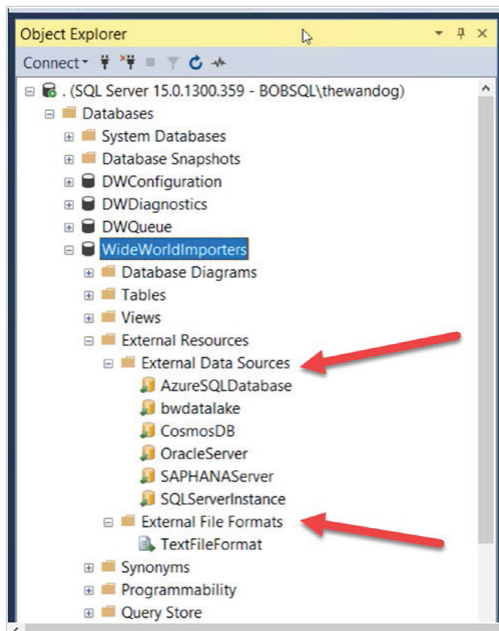 Object Explorer
Connect
. (SQL Server 15.0.1300.359 - BOBSQL\thewandog)
Databases
System Databases
Database Snapshots
DWConfiguration
DWDiagnostics
DWQueue
WideWorldImporters
Database Diagrams
Tables
Views
External Resources
External Data Sources
AzureSQLDatabase
bwdatalake
CosmosDB
OracleServer
SAPHANAServer
SQLServerInstance
External File Formats
TextFileFormat
Synonyms
Programmability
Query Store